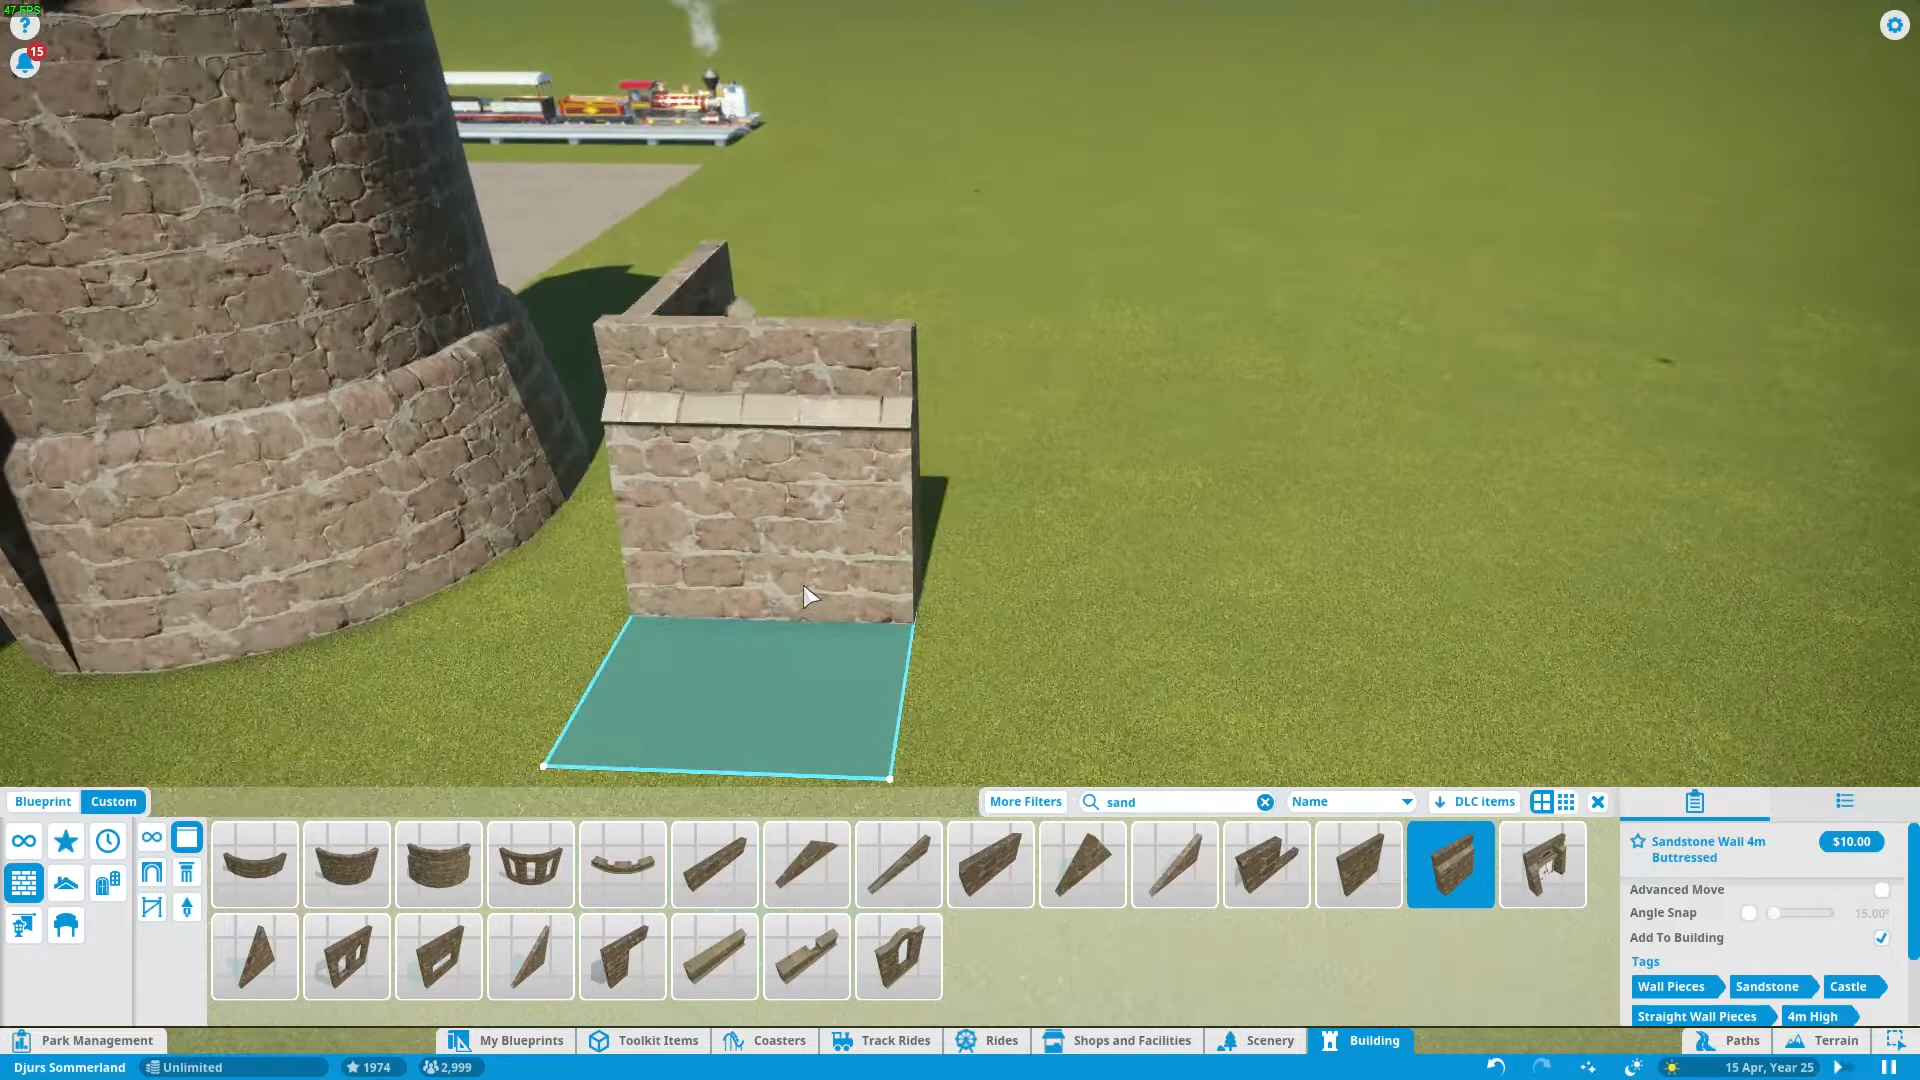 47 FPS
?
15
Blueprint
Custom
More Filters
sand
Name
DLC items
Sandstone Wall 4m
Buttressed
$10.00
Advanced Move
Angle Snap
15.00°
Add To Building
Tags
Wall Pieces
Sandstone
Castle
Straight Wall Pieces
4m High
Park Management
My Blueprints
Toolkit Items
Coasters
Track Rides
Rides
Shops and Facilities
Scenery
Building
Paths
Terrain
Djurs Sommerland
Unlimited
1974
2,999
15 Apr, Year 25